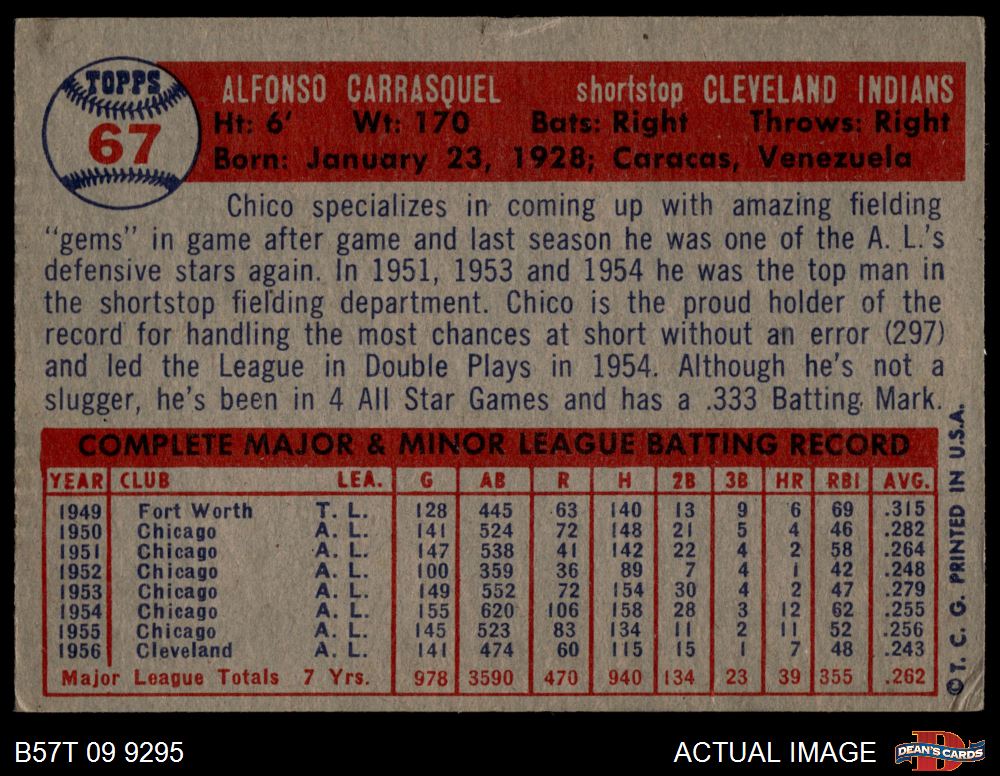 TOPPS
67
ALFONSO CARRASQUEL shortstop CLEVELAND INDIANS
Ht: 6' Wt: 170 Bats: Right Throws: Right
Born: January 23, 1928; Caracas, Venezuela
Chico specializes in coming up with amazing fielding
"gems" in game after game and last season he was one of the A. L.'s
defensive stars again. In 1951, 1953 and 1954 he was the top man in
the shortstop fielding department. Chico is the proud holder of the
record for handling the most chances at short without an error (297)
and led the League in Double Plays in 1954. Although he's not a
slugger, he's been in 4 All Star Games and has a .333 Batting Mark.
COMPLETE MAJOR & MINOR LEAGUE BATTING RECORD
YEAR CLUB LEA. G AB R H 2B 3B HR RBI AVG.
1949 Fort Worth T. L. 128 445 63 140 13 9 6 69 .315
1950 Chicago A. L. 141 524 72 148 21 5 4 46 .282
1951 Chicago A. L. 147 538 41 142 22 4 2 58 .264
1952 Chicago A. L. 100 359 36 89 7 4 1 42 .248
1953 Chicago A. L. 149 552 72 154 30 4 2 47 .279
1954 Chicago A. L. 155 620 106 158 28 3 12 62 .255
1955 Chicago A. L. 145 523 83 134 11 2 11 52 .256
1956 Cleveland A. L. 141 474 60 115 15 1 7 48 .243
Major League Totals 7 Yrs. 978 3590 470 940 134 23 39 355 .262
© T. C. G. PRINTED IN U.S.A.
B57T 09 9295 ACTUAL IMAGE DEAN'S CARDS